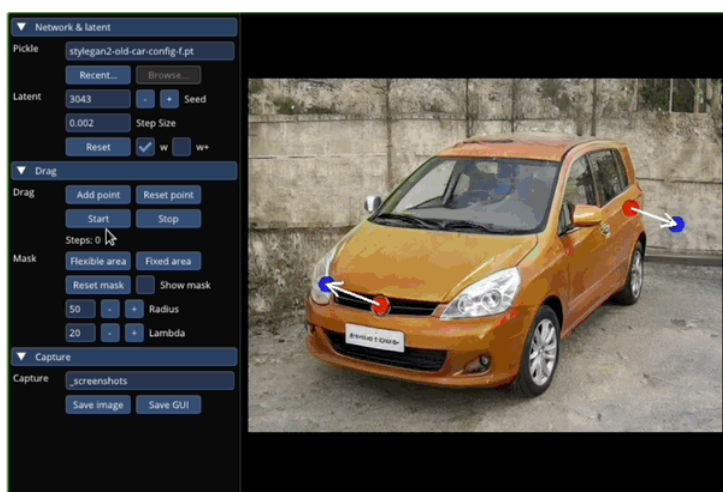 Network & latent
Pickle stylegan2-old-car-config-f.pt
Recent... Browse...
Latent 3043 - + Seed
0.002 Step Size
Reset w w+
Drag
Drag Add point Reset point
Start Stop
Steps: 0
Mask Flexible area Fixed area
Reset mask Show mask
50 - + Radius
20 - + Lambda
Capture
Capture _screenshots
Save image Save GUI